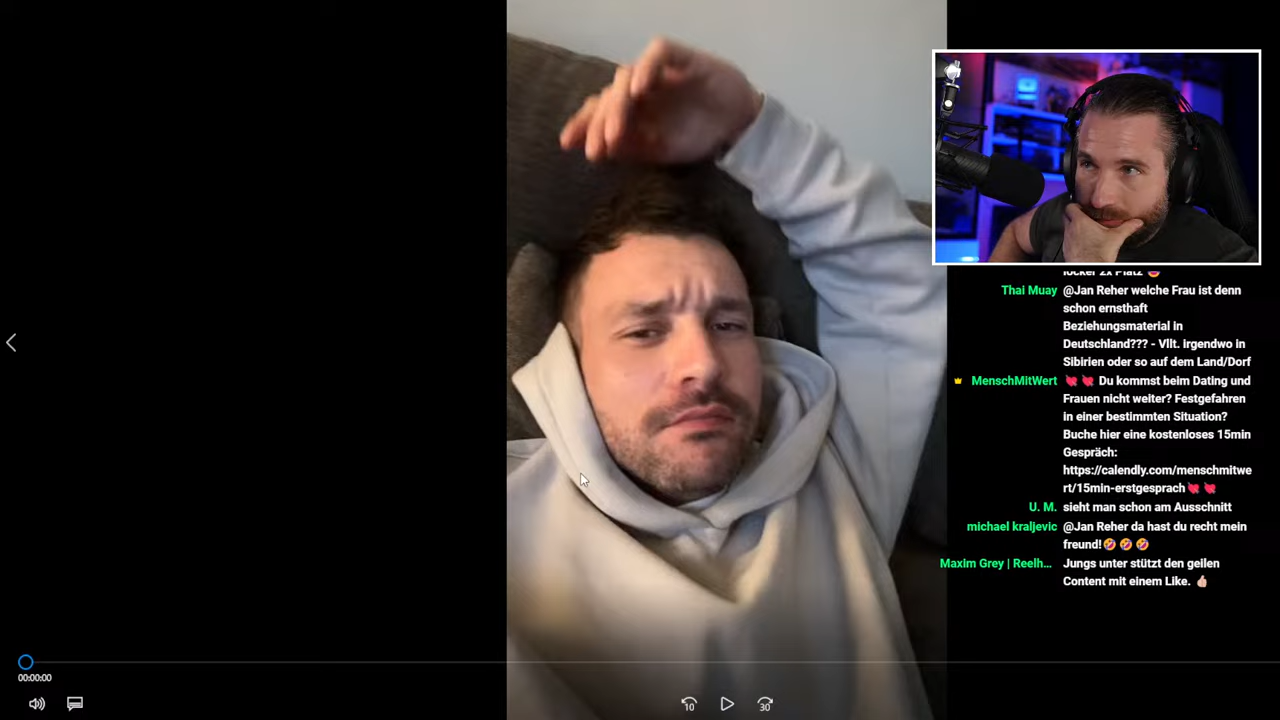 locker 2x Platz 😍
Thai Muay @Jan Reher welche Frau ist denn
schon ernsthaft
Beziehungsmaterial in
Deutschland??? - Vllt. irgendwo in
Sibirien oder so auf dem Land/Dorf
MenschMitWert 💘 💘 Du kommst beim Dating und
Frauen nicht weiter? Festgefahren
in einer bestimmten Situation?
Buche hier eine kostenloses 15min
Gespräch:
https://calendly.com/menschmitwe
rt/15min-erstgesprach 💘 💘
U. M. sieht man schon am Ausschnitt
michael kraljevic @Jan Reher da hast du recht mein
freund!🤣 🤣 🤣
Maxim Grey | Reelh... Jungs unter stützt den geilen
Content mit einem Like. 👍🏻
00:00:00
10 30